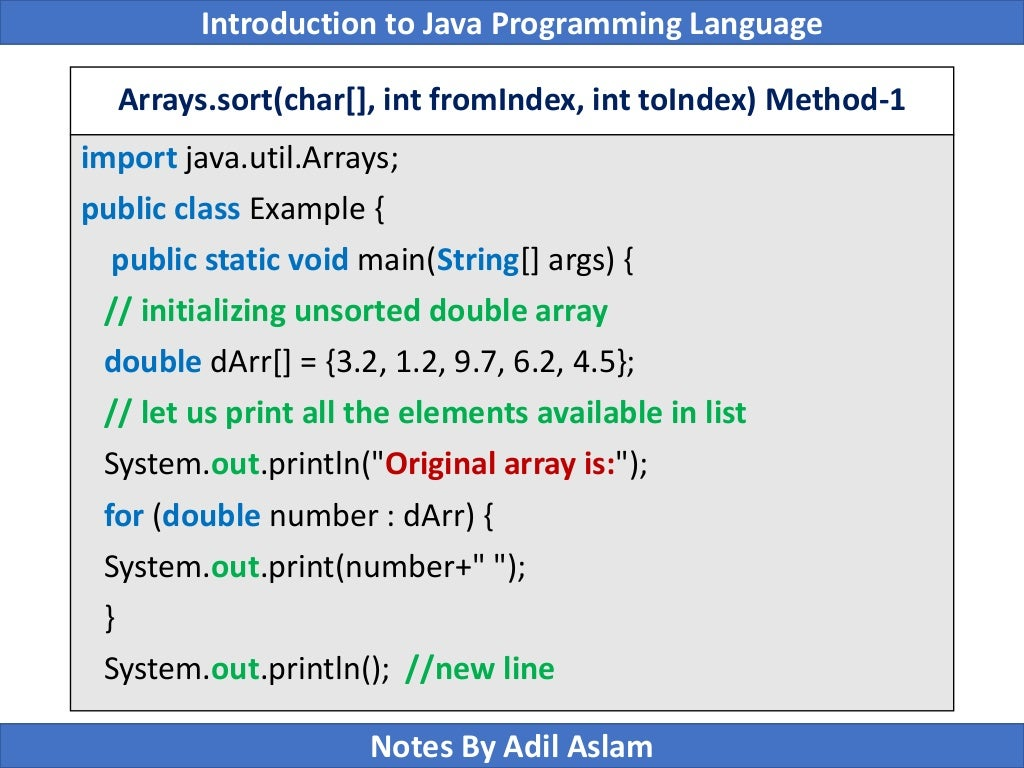 Introduction to Java Programming Language
Arrays.sort(char[], int fromIndex, int toIndex) Method-1
import java.util.Arrays;
public class Example {
public static void main(String[] args) {
// initializing unsorted double array
double dArr[] = {3.2, 1.2, 9.7, 6.2, 4.5};
// let us print all the elements available in list
System.out.println("Original array is:");
for (double number : dArr) {
System.out.print(number+" ");
}
System.out.println(); //new line
Notes By Adil Aslam